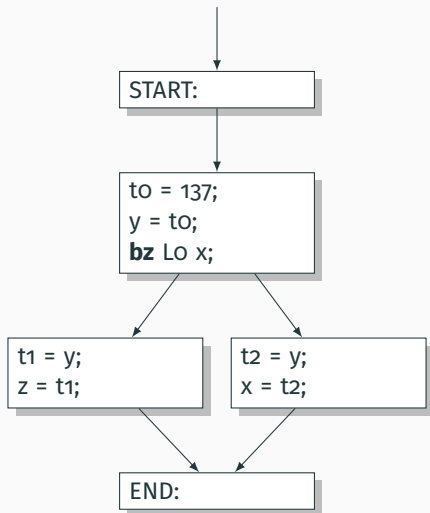 START:
t0 = 137;
y = t0;
bz L0 x;
t1 = y;
z = t1;
t2 = y;
x = t2;
END: